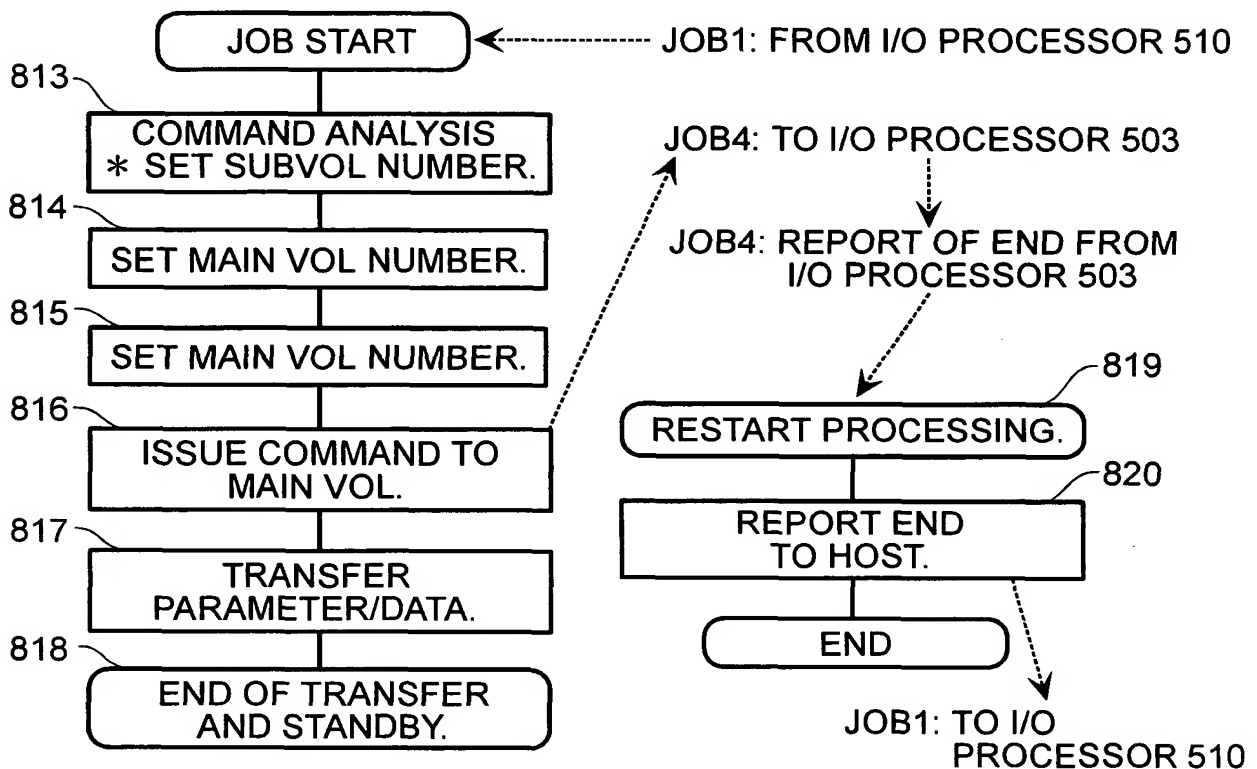 JOB START
JOB1: FROM I/O PROCESSOR 510
813
COMMAND ANALYSIS
* SET SUBVOL NUMBER.
814
SET MAIN VOL NUMBER.
815
SET MAIN VOL NUMBER.
816
ISSUE COMMAND TO
MAIN VOL.
817
TRANSFER
PARAMETER/DATA.
818
END OF TRANSFER
AND STANDBY.
JOB4: TO I/O PROCESSOR 503
JOB4: REPORT OF END FROM
I/O PROCESSOR 503
819
RESTART PROCESSING.
820
REPORT END
TO HOST.
END
JOB1: TO I/O
PROCESSOR 510